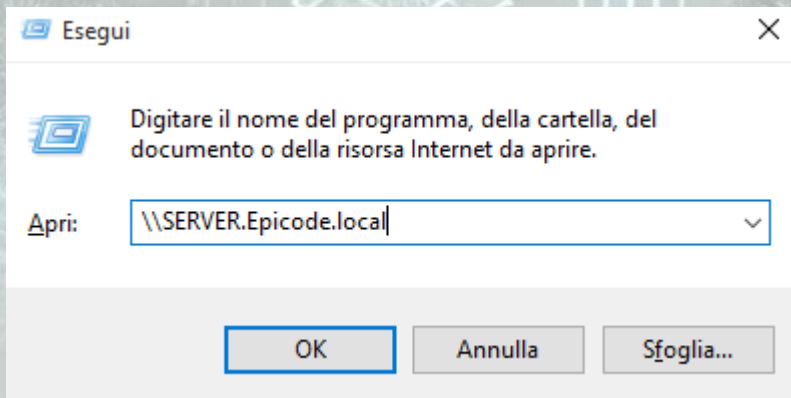 Esegui
Digitare il nome del programma, della cartella, del
documento o della risorsa Internet da aprire.
Apri: \\SERVER.Epicode.local
OK Annulla Sfoglia...